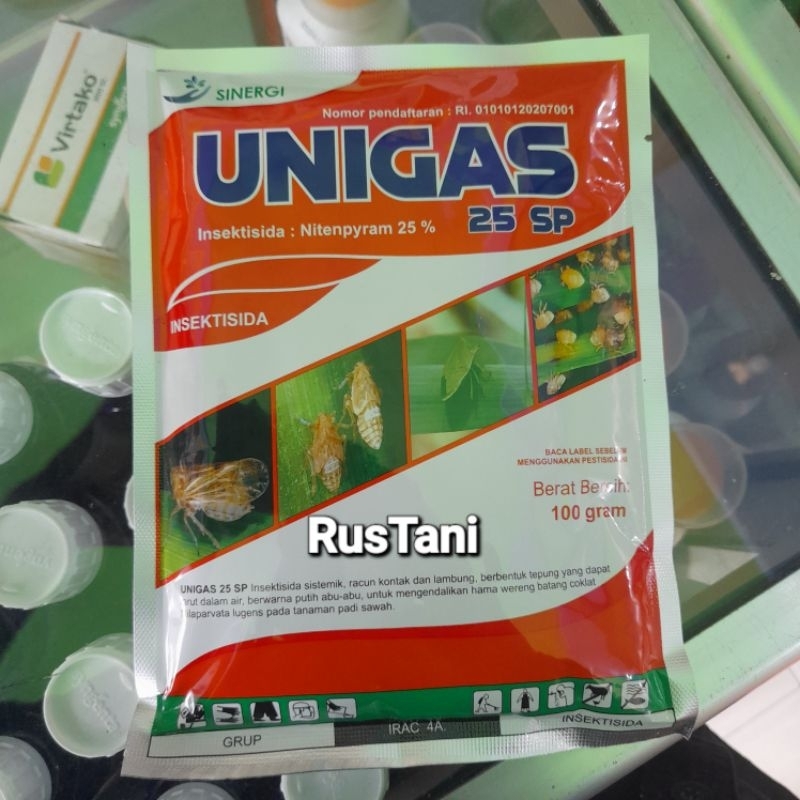 SINERGI
Nomor pendaftaran : RI. 01010120207001
UNIGAS
25 SP
Insektisida : Nitenpyram 25 %
INSEKTISIDA
BACA LABEL SEBELUM
MENGGUNAKAN PESTISIDA INI
Berat Bersih:
100 gram
RusTani
UNIGAS 25 SP Insektisida sistemik, racun kontak dan lambung, berbentuk tepung yang dapat
larut dalam air, berwarna putih abu-abu, untuk mengendalikan hama wereng batang coklat
Nilaparvata lugens pada tanaman padi sawah.
GRUP
IRAC 4A.
INSEKTISIDA
Virtako
syngenta